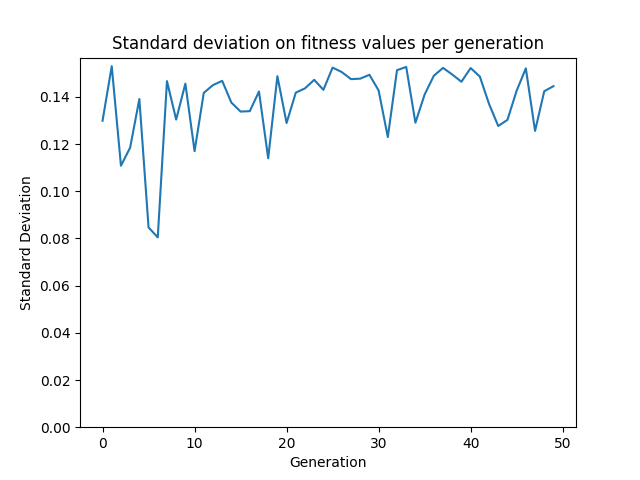 Standard deviation on fitness values per generation
0.14
0.12
0.10
0.08
0.06
0.04
0.02
0.00
Standard Deviation
0 10 20 30 40 50
Generation